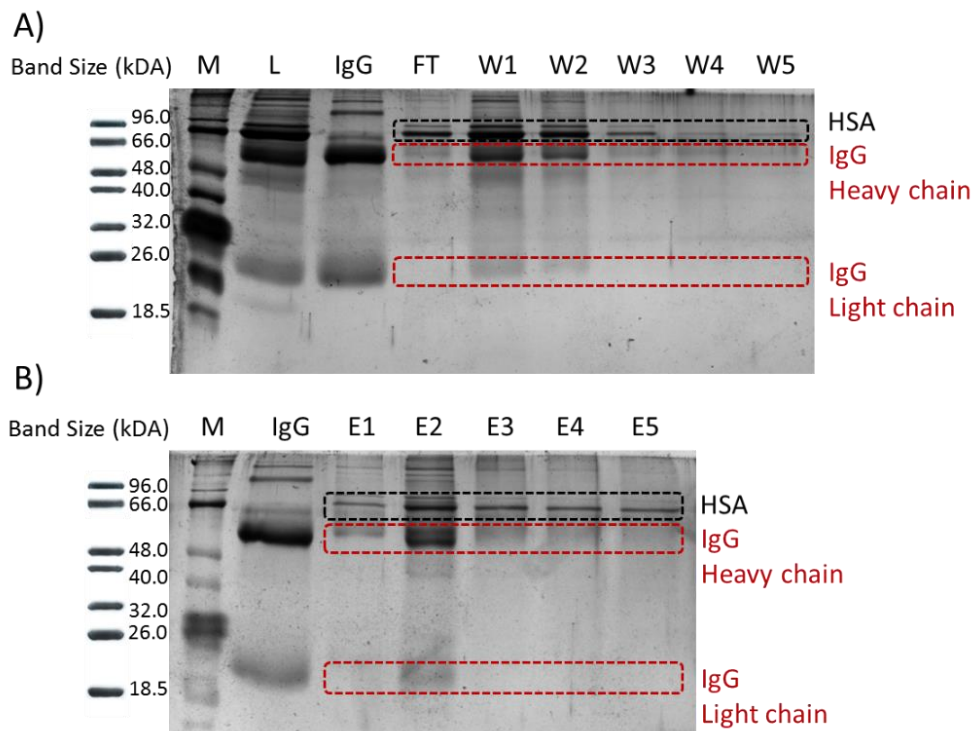 A)
Band Size (kDA) M L IgG FT W1 W2 W3 W4 W5
96.0
66.0
48.0
40.0
32.0
26.0
18.5
HSA
IgG
Heavy chain
IgG
Light chain
B)
Band Size (kDA) M IgG E1 E2 E3 E4 E5
96.0
66.0
48.0
40.0
32.0
26.0
18.5
HSA
IgG
Heavy chain
IgG
Light chain